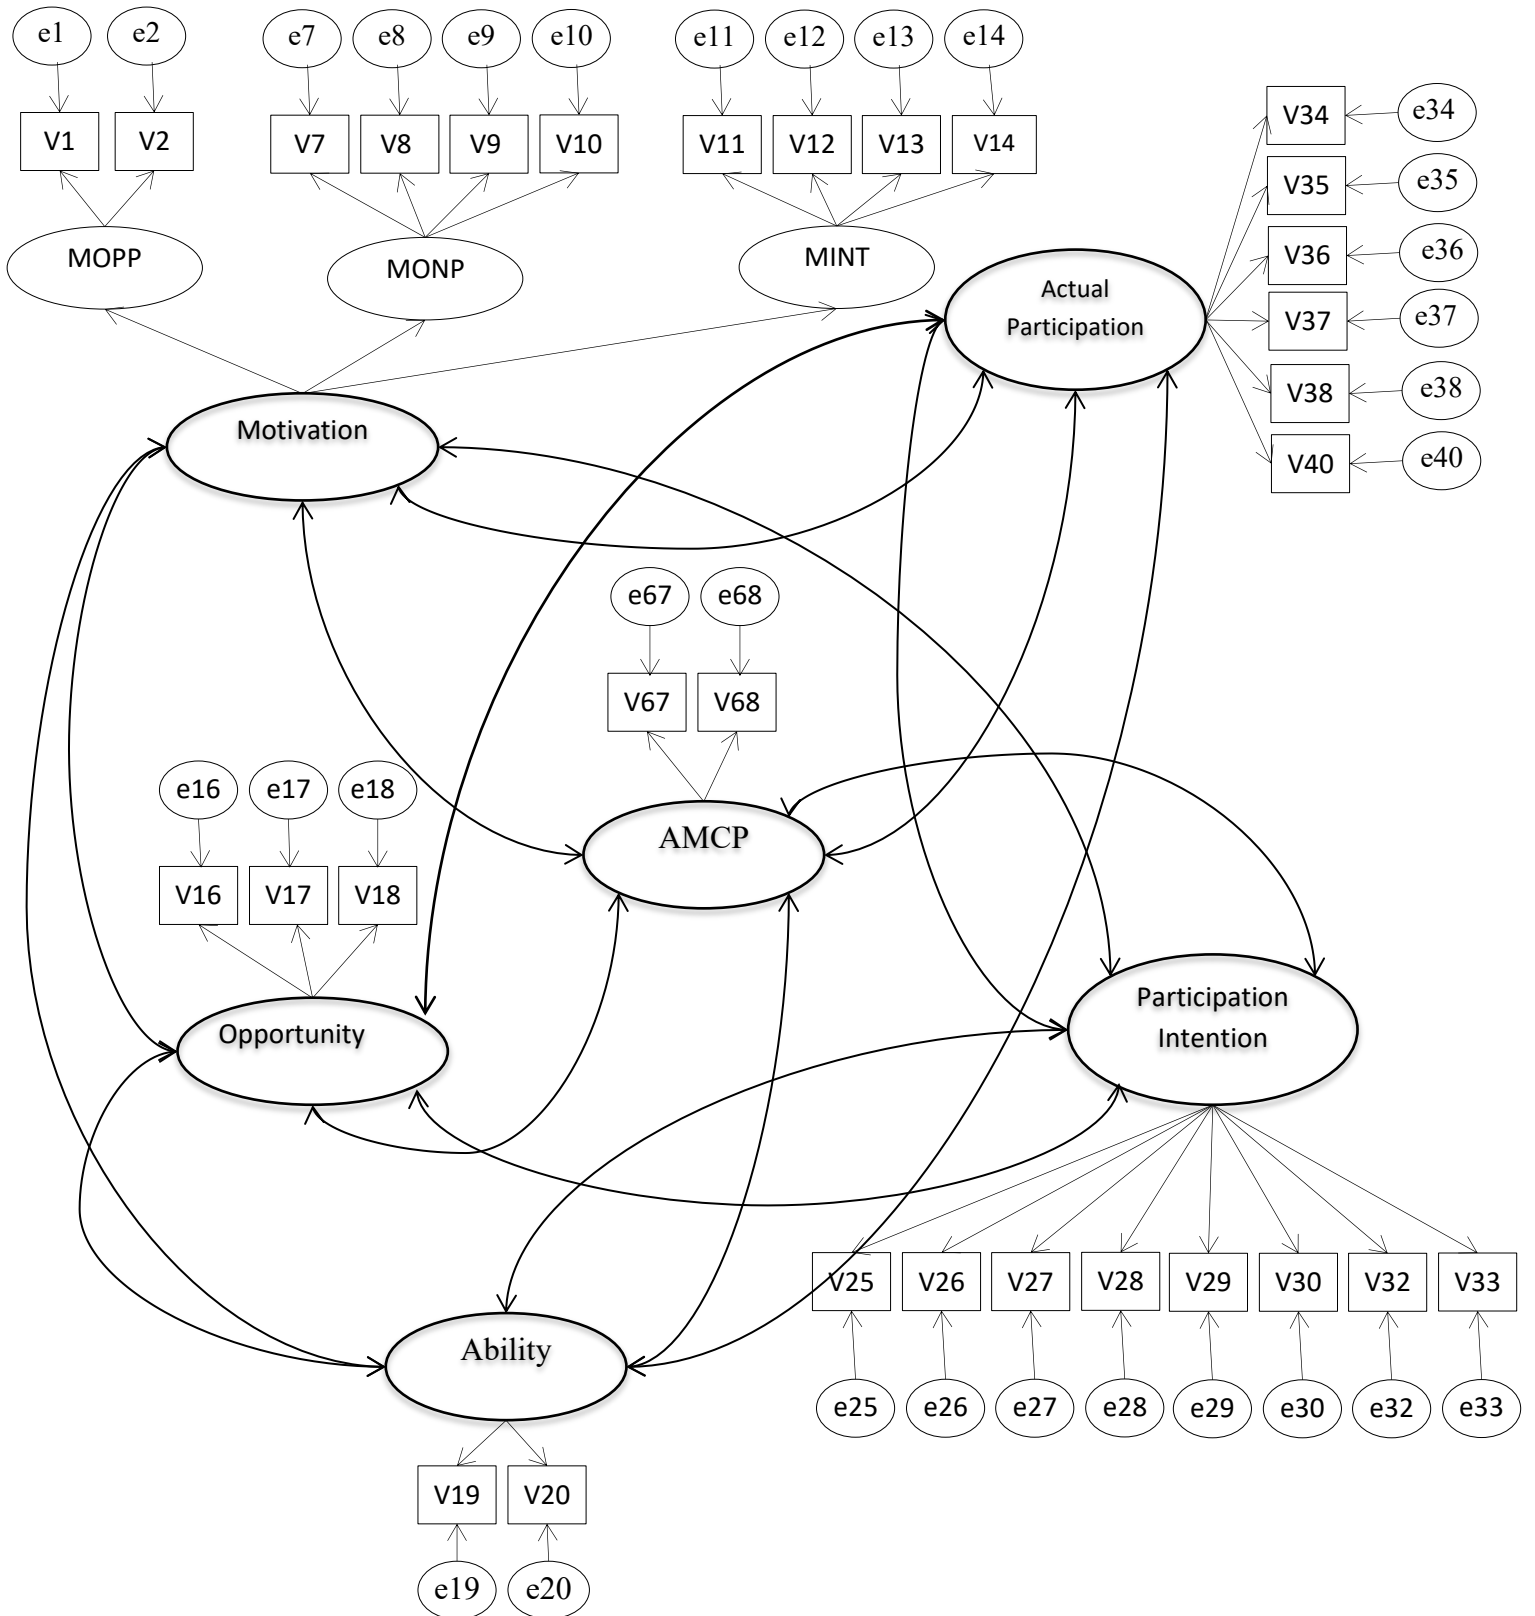 e1
e2
e7
e8
e9
e10
e11
e12
e13
e14
V1
V2
V7
V8
V9
V10
V11
V12
V13
V14
V34
e34
V35
e35
V36
e36
V37
e37
V38
e38
V40
e40
MOPP
MONP
MINT
Actual
Participation
Motivation
e67
e68
V67
V68
e16
e17
e18
V16
V17
V18
AMCP
Opportunity
Participation
Intention
V25
V26
V27
V28
V29
V30
V32
V33
e25
e26
e27
e28
e29
e30
e32
e33
Ability
V19
V20
e19
e20